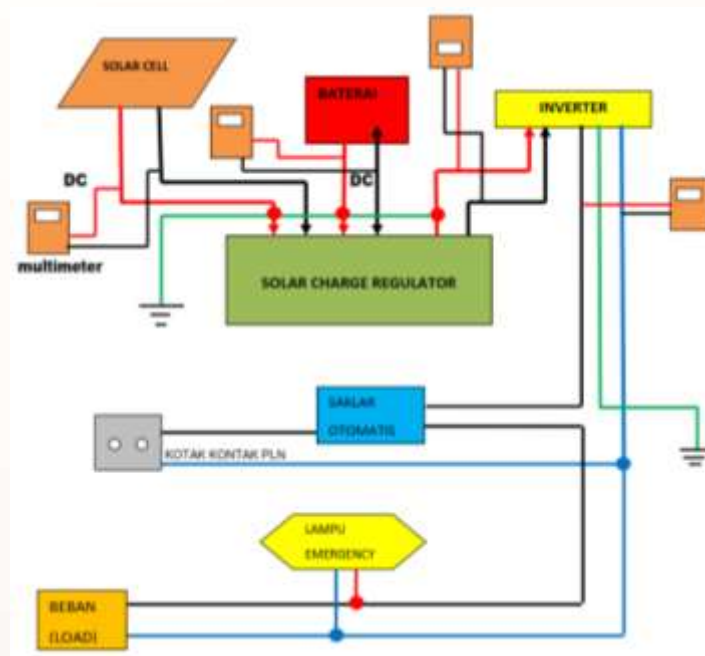 SOLAR CELL
BATERAI
INVERTER
DC
DC
multimeter
SOLAR CHARGE REGULATOR
SAKLAR
OTOMATIS
KOTAK KONTAK PLN
LAMPU
EMERGENCY
BEBAN
(LOAD)